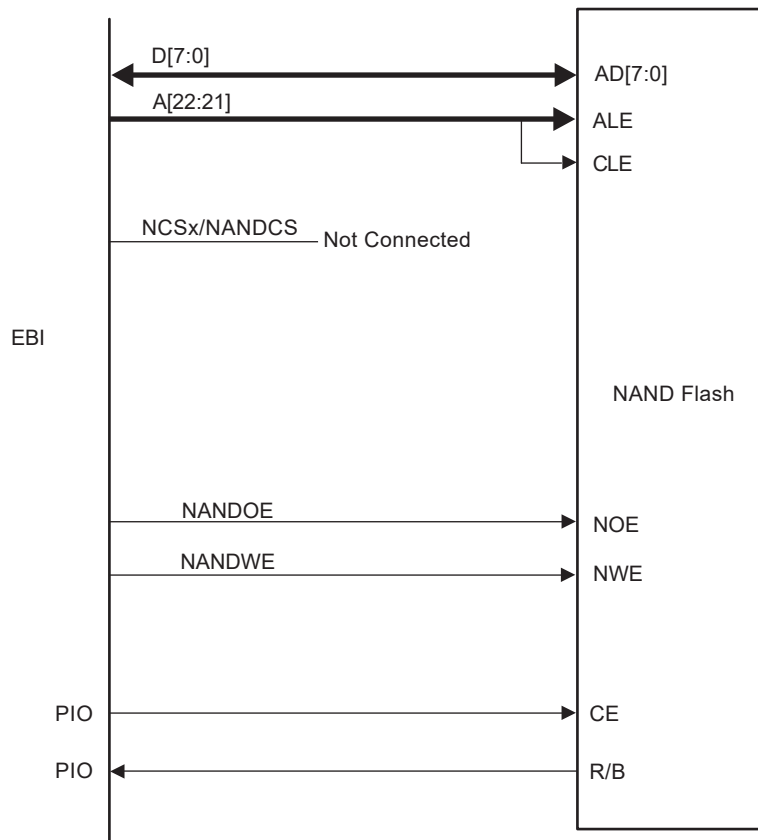 D[7:0]
AD[7:0]
A[22:21]
ALE
CLE
NCSx/NANDCS
Not Connected
EBI
NAND Flash
NANDOE
NOE
NANDWE
NWE
PIO
CE
PIO
R/B